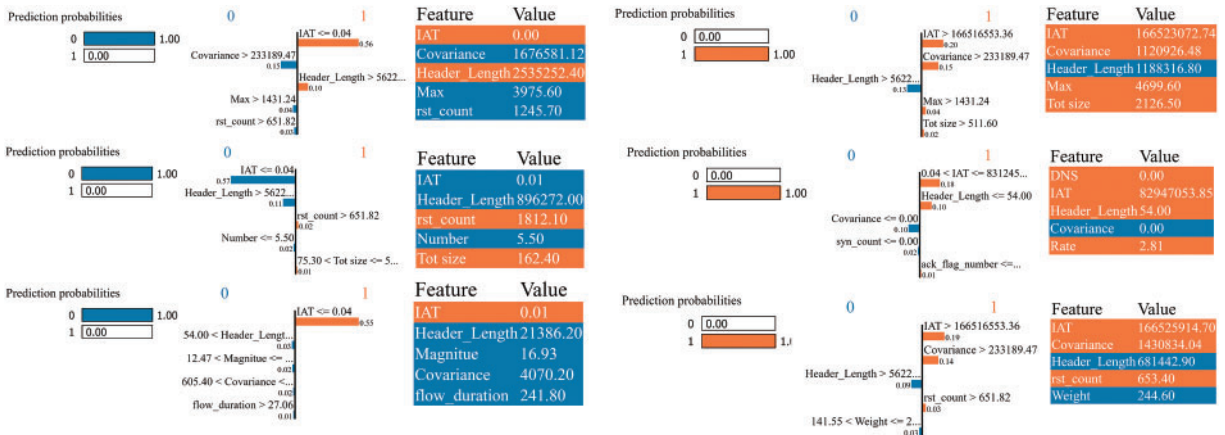 Prediction probabilities
0 1.00
1 0.00
0 1
IAT <= 0.04
0.56
Covariance > 233189.47
0.15
Header_Length > 5622...
0.10
Max > 1431.24
0.04
rst_count > 651.82
0.03
Feature Value
IAT 0.00
Covariance 1676581.12
Header_Length 2535252.40
Max 3975.60
rst_count 1245.70
Prediction probabilities
0 0.00
1 1.00
0 1
IAT > 166516553.36
0.20
Covariance > 233189.47
0.15
Header_Length > 5622...
0.13
Max > 1431.24
0.04
Tot size > 511.60
0.02
Feature Value
IAT 166523072.74
Covariance 1120926.48
Header_Length 1188316.80
Max 4699.60
Tot size 2126.50
Prediction probabilities
0 1.00
1 0.00
0 1
IAT <= 0.04
0.57
Header_Length > 5622...
0.11
rst_count > 651.82
0.02
Number <= 5.50
0.02
75.30 < Tot size <= 5...
0.01
Feature Value
IAT 0.01
Header_Length 896272.00
rst_count 1812.10
Number 5.50
Tot size 162.40
Prediction probabilities
0 0.00
1 1.00
0 1
0.04 < IAT <= 831245...
0.18
Header_Length <= 54.00
0.10
Covariance <= 0.00
0.10
syn_count <= 0.00
0.02
ack_flag_number <=...
0.01
Feature Value
DNS 0.00
IAT 82947053.85
Header_Length 54.00
Covariance 0.00
Rate 2.81
Prediction probabilities
0 1.00
1 0.00
0 1
IAT <= 0.04
0.55
54.00 < Header_Lengt...
0.03
12.47 < Magnitue <= ...
0.02
605.40 < Covariance <...
0.02
flow_duration > 27.06
0.01
Feature Value
IAT 0.01
Header_Length 21386.20
Magnitue 16.93
Covariance 4070.20
flow_duration 241.80
Prediction probabilities
0 0.00
1 1.(
0 1
IAT > 166516553.36
0.19
Covariance > 233189.47
0.14
Header_Length > 5622...
0.09
rst_count > 651.82
0.03
141.55 < Weight <= 2...
0.03
Feature Value
IAT 166525914.70
Covariance 1430834.04
Header_Length 681442.90
rst_count 653.40
Weight 244.60